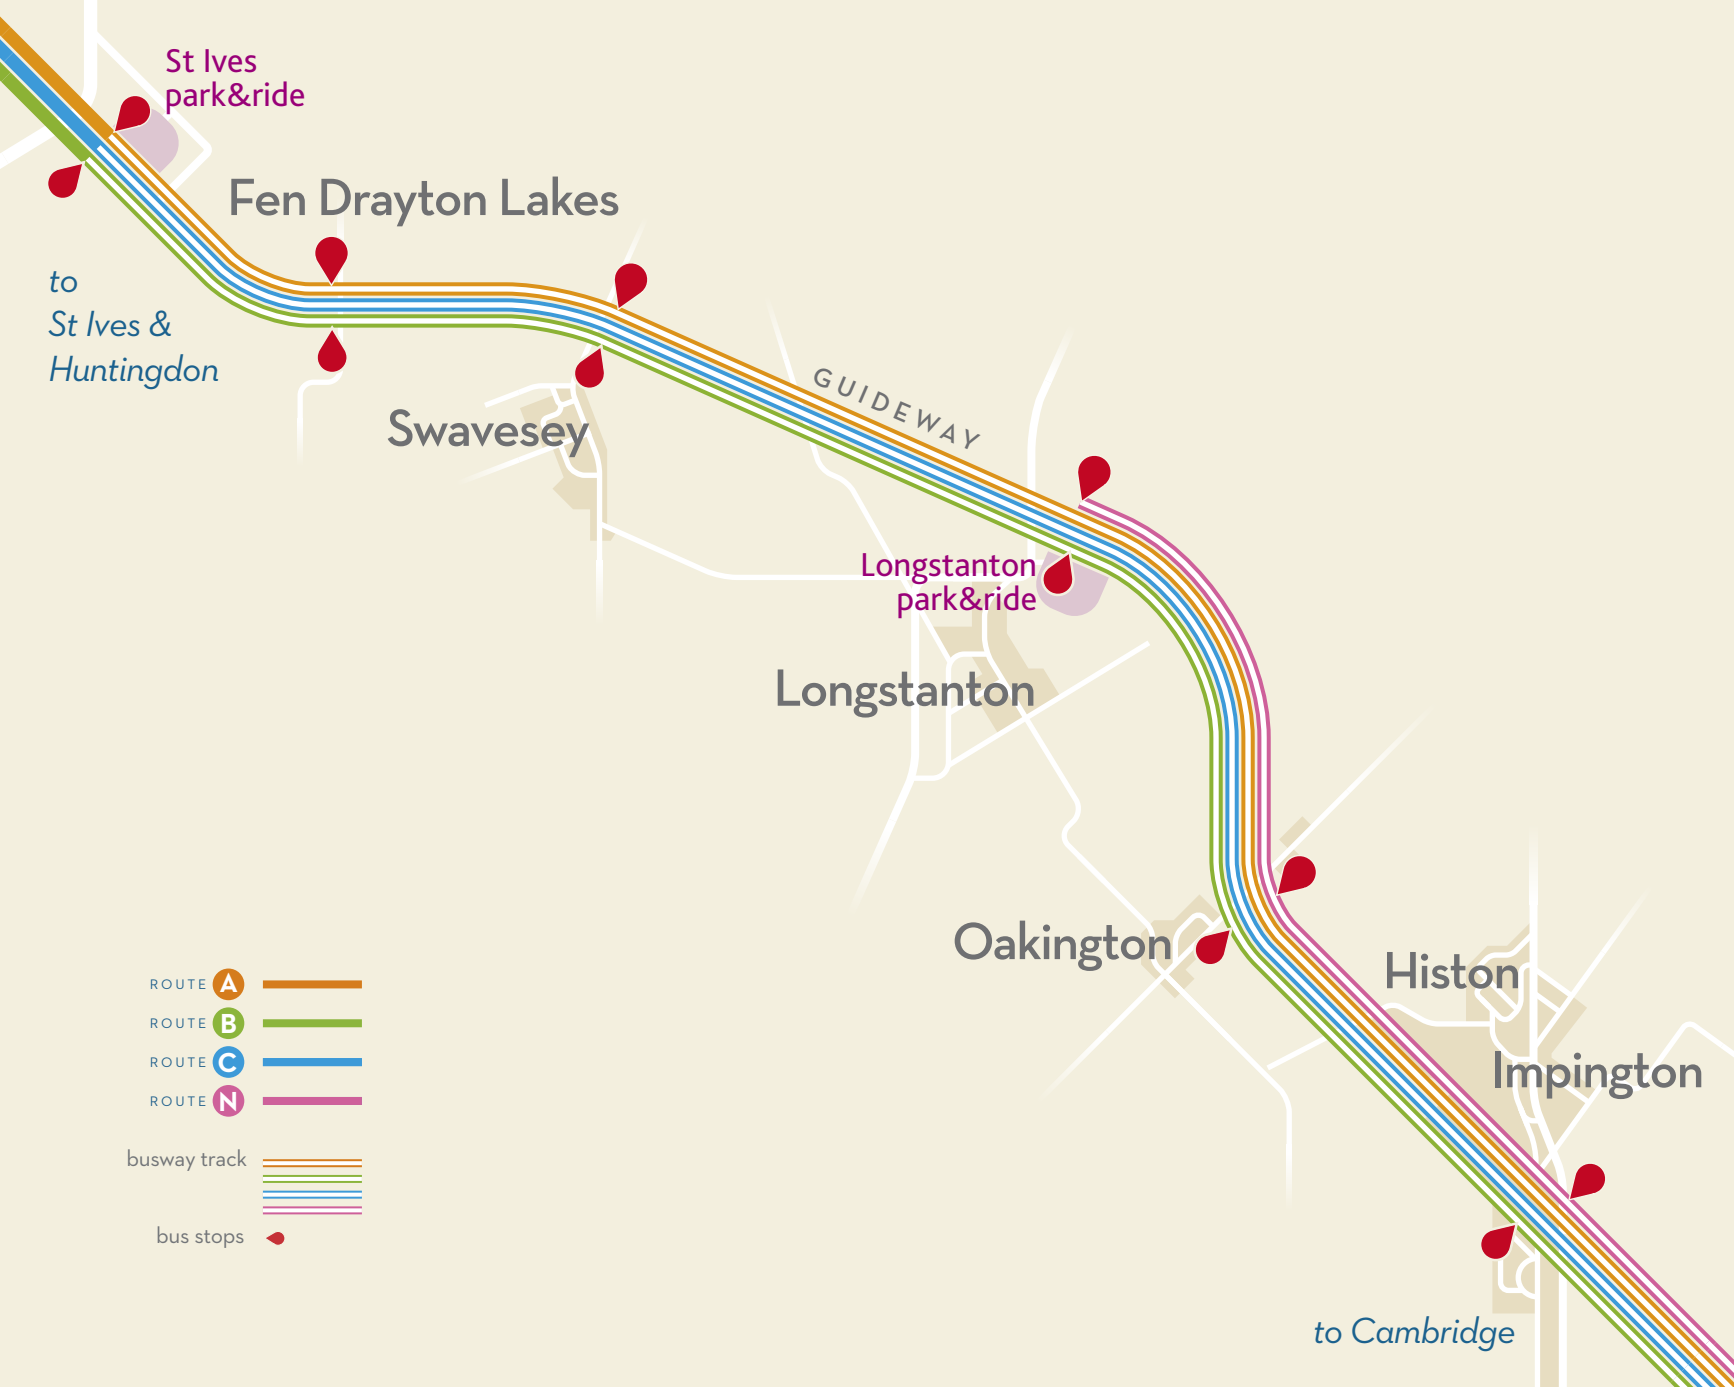 St Ives
park&ride
Fen Drayton Lakes
to
St Ives &
Huntingdon
Swavesey
GUIDEWAY
Longstanton
park&ride
Longstanton
Oakington
Histon
Impington
ROUTE A
ROUTE B
ROUTE C
ROUTE N
busway track
bus stops
to Cambridge